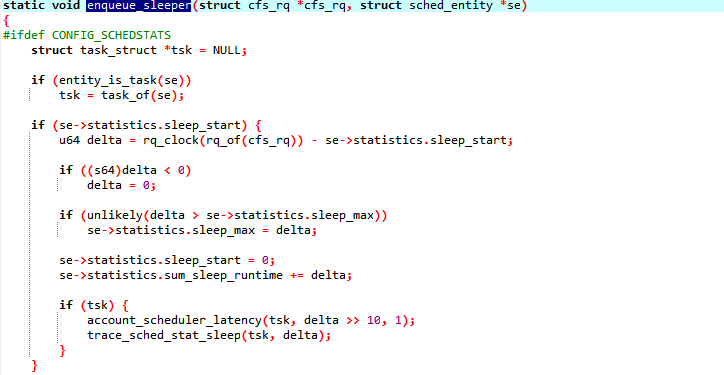 static void enqueue_sleeper(struct cfs_rq *cfs_rq, struct sched_entity *se)
{
#ifdef CONFIG_SCHEDSTATS
    struct task_struct *tsk = NULL;

    if (entity_is_task(se))
        tsk = task_of(se);

    if (se->statistics.sleep_start) {
        u64 delta = rq_clock(rq_of(cfs_rq)) - se->statistics.sleep_start;

        if ((s64)delta < 0)
            delta = 0;

        if (unlikely(delta > se->statistics.sleep_max))
            se->statistics.sleep_max = delta;

        se->statistics.sleep_start = 0;
        se->statistics.sum_sleep_runtime += delta;

        if (tsk) {
            account_scheduler_latency(tsk, delta >> 10, 1);
            trace_sched_stat_sleep(tsk, delta);
        }
    }